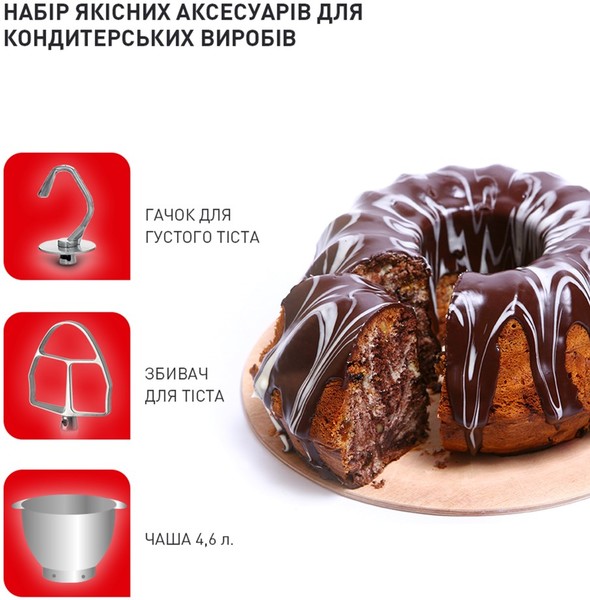 НАБІР ЯКІСНИХ АКСЕСУАРІВ ДЛЯ
КОНДИТЕРСЬКИХ ВИРОБІВ
ГАЧОК ДЛЯ
ГУСТОГО ТІСТА
ЗБИВАЧ
ДЛЯ ТІСТА
ЧАША 4,6 л.